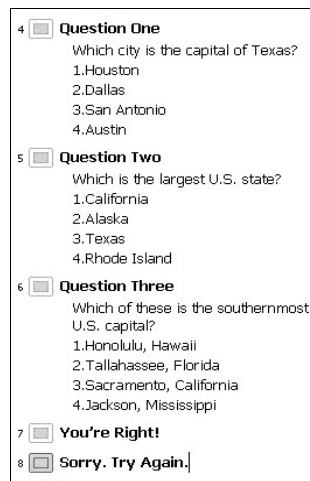 4 Question One
Which city is the capital of Texas?
1.Houston
2.Dallas
3.San Antonio
4.Austin
5 Question Two
Which is the largest U.S. state?
1.California
2.Alaska
3.Texas
4.Rhode Island
6 Question Three
Which of these is the southernmost
U.S. capital?
1.Honolulu, Hawaii
2.Tallahassee, Florida
3.Sacramento, California
4.Jackson, Mississippi
7 You're Right!
8 Sorry. Try Again.